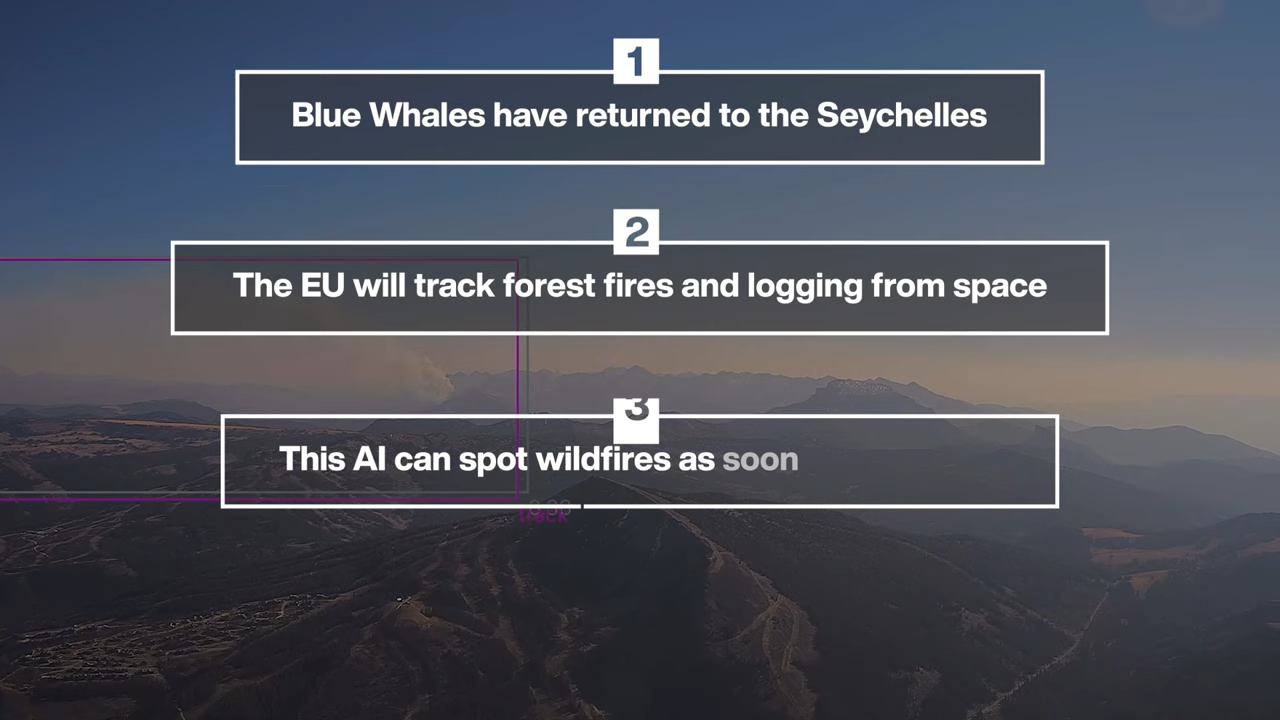 1
Blue Whales have returned to the Seychelles
2
The EU will track forest fires and logging from space
3
This AI can spot wildfires as soon
track